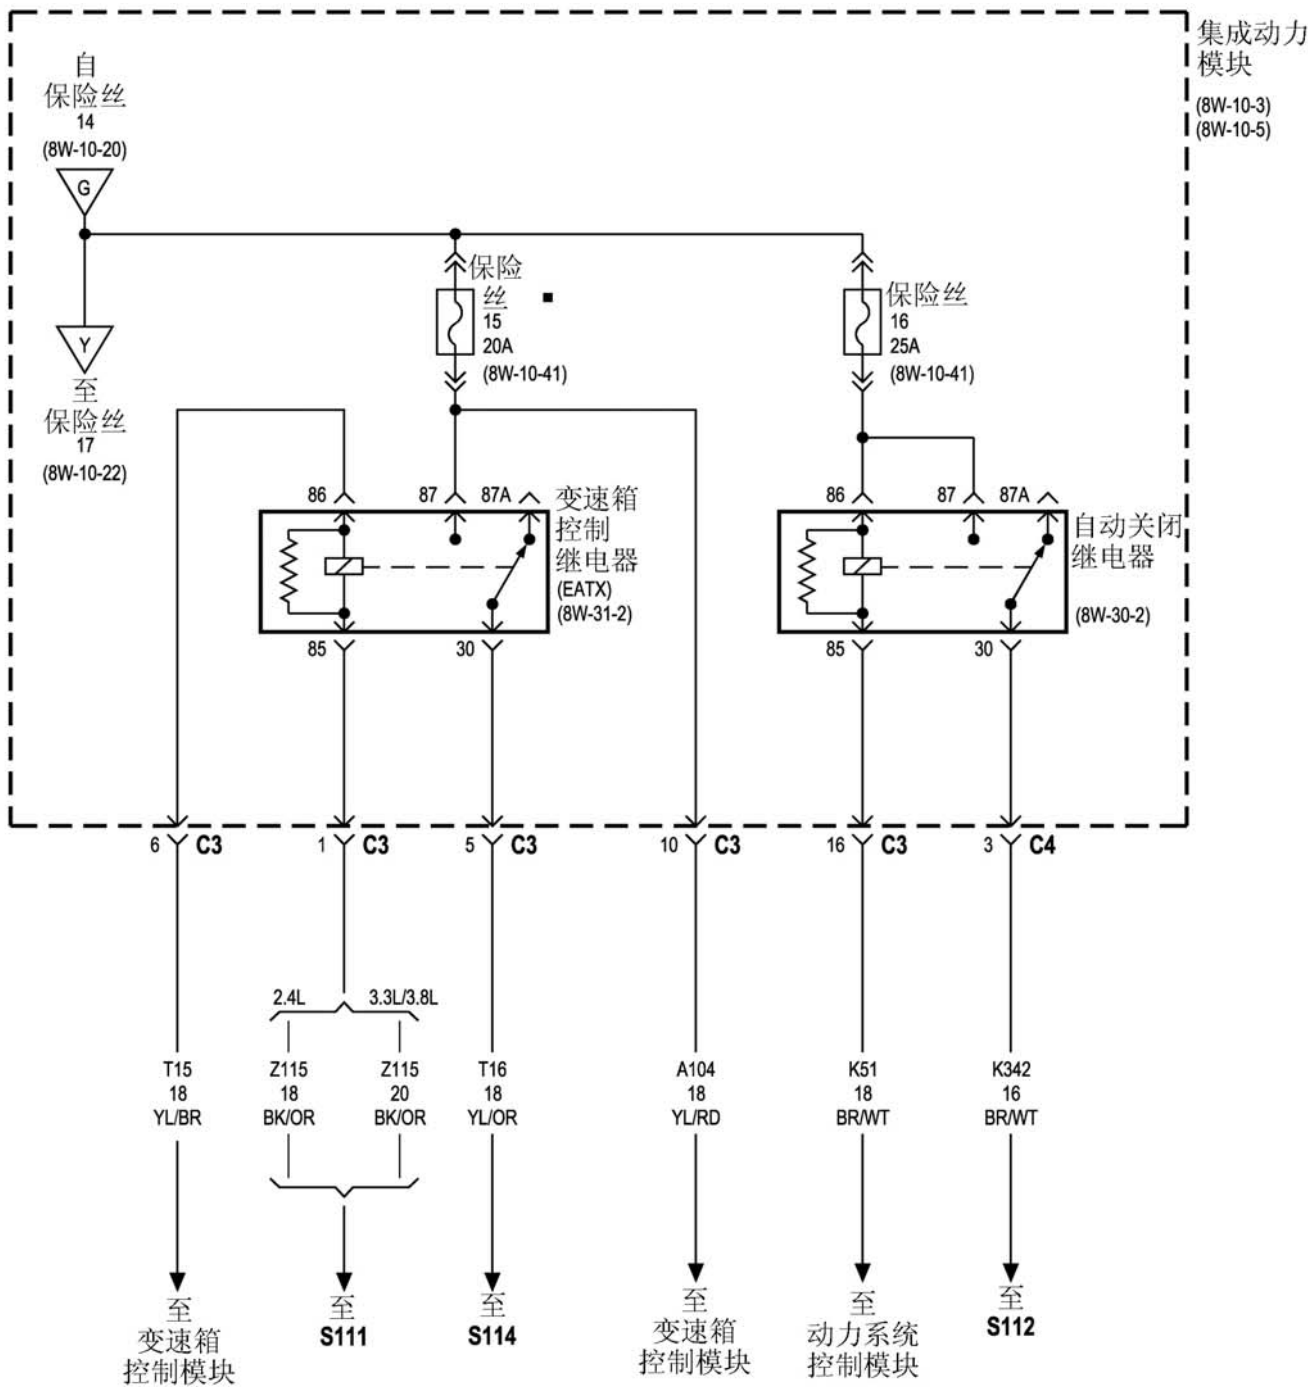 集成动力
模块
(8W-10-3)
(8W-10-5)
自
保险丝
14
(8W-10-20)
G
Y
至
保险丝
17
(8W-10-22)
保险
丝
15
20A
(8W-10-41)
保险丝
16
25A
(8W-10-41)
86
87
87A
变速箱
控制
继电器
(EATX)
(8W-31-2)
85
30
86
87
87A
自动关闭
继电器
(8W-30-2)
85
30
6 C3
1 C3
5 C3
10 C3
16 C3
3 C4
2.4L
3.3L/3.8L
T15
18
YL/BR
Z115
18
BK/OR
Z115
20
BK/OR
T16
18
YL/OR
A104
18
YL/RD
K51
18
BR/WT
K342
16
BR/WT
至
变速箱
控制模块
至
S111
至
S114
至
变速箱
控制模块
至
动力系统
控制模块
至
S112